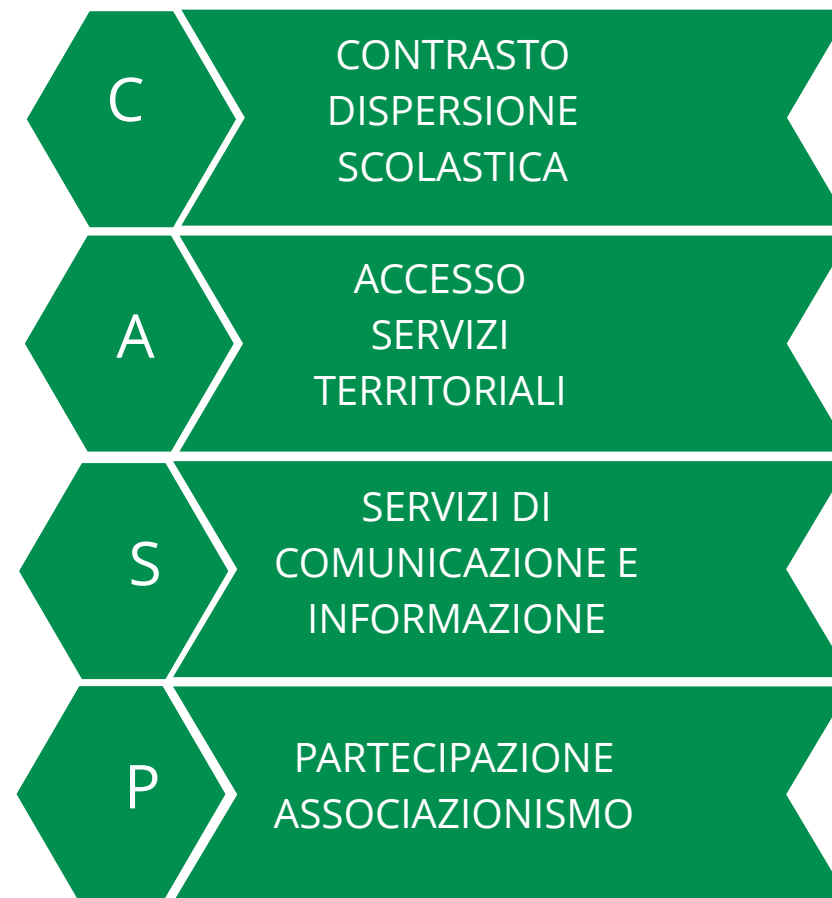 C
CONTRASTO
DISPERSIONE
SCOLASTICA
A
ACCESSO
SERVIZI
TERRITORIALI
S
SERVIZI DI
COMUNICAZIONE E
INFORMAZIONE
P
PARTECIPAZIONE
ASSOCIAZIONISMO